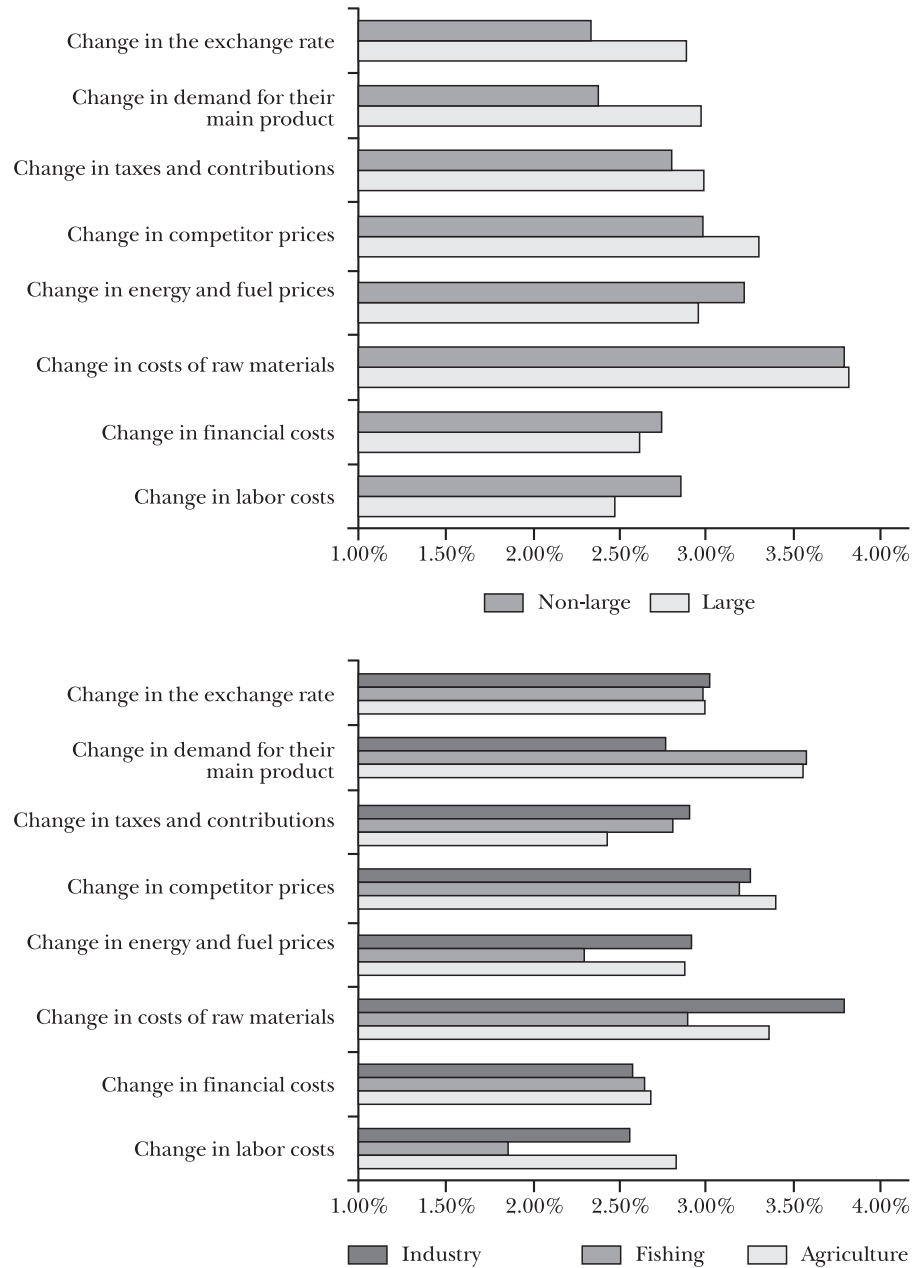 Change in the exchange rate
Change in demand for their
main product
Change in taxes and contributions
Change in competitor prices
Change in energy and fuel prices
Change in costs of raw materials
Change in financial costs
Change in labor costs
1.00% 1.50% 2.00% 2.50% 3.00% 3.50% 4.00%
Non-large Large
Change in the exchange rate
Change in demand for their
main product
Change in taxes and contributions
Change in competitor prices
Change in energy and fuel prices
Change in costs of raw materials
Change in financial costs
Change in labor costs
1.00% 1.50% 2.00% 2.50% 3.00% 3.50% 4.00%
Industry Fishing Agriculture